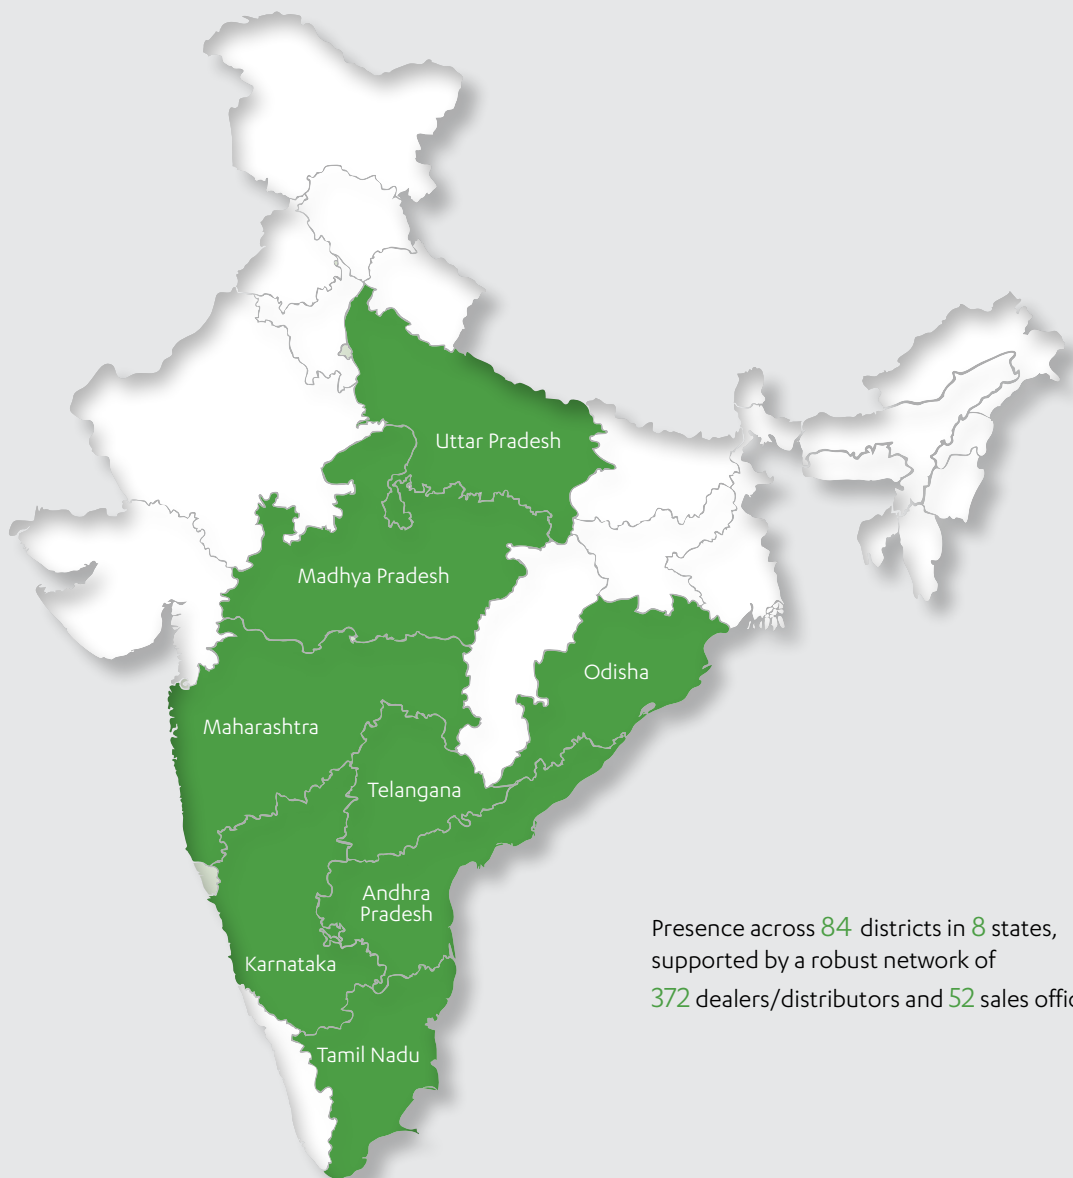 Uttar Pradesh
Madhya Pradesh
Odisha
Maharashtra
Telangana
Andhra
Pradesh
Karnataka
Tamil Nadu
Presence across 84 districts in 8 states,
supported by a robust network of
372 dealers/distributors and 52 sales